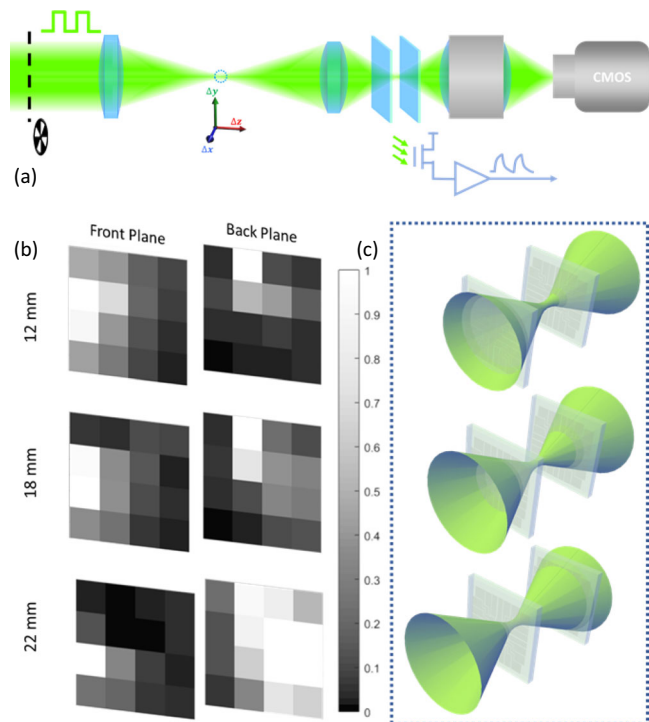 CMOS
Δy
Δz
Δx
(a)
(b)
Front Plane
Back Plane
(c)
12 mm
18 mm
22 mm
1
0.9
0.8
0.7
0.6
0.5
0.4
0.3
0.2
0.1
0